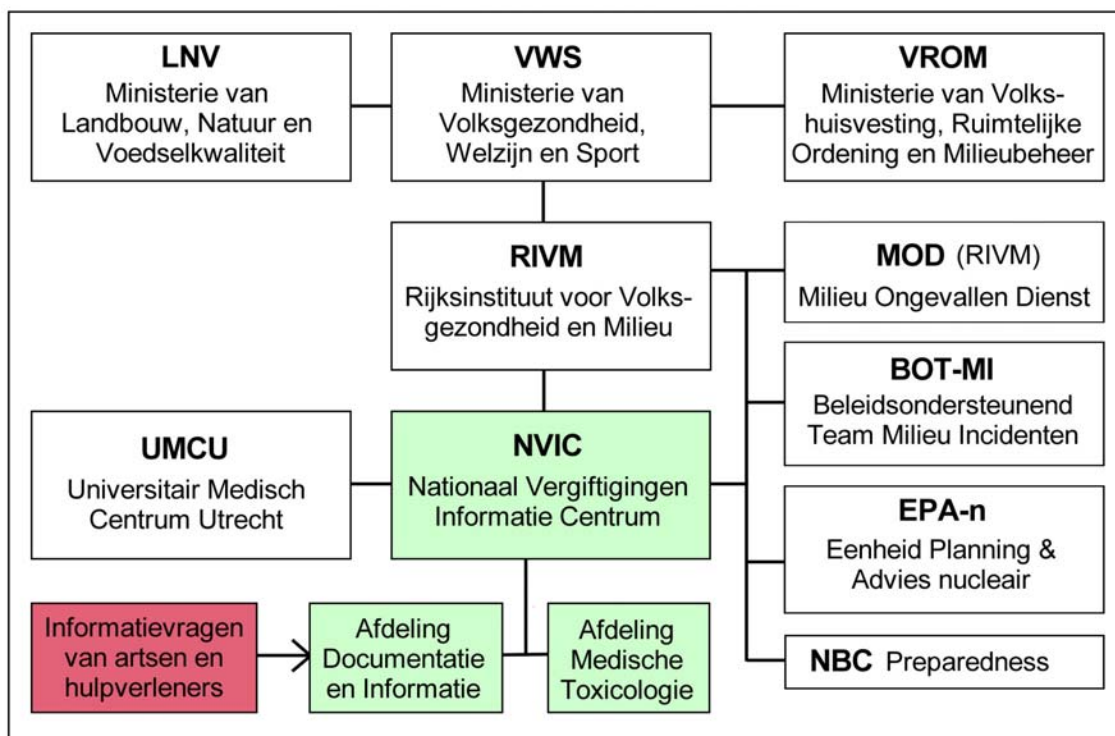 LNV
Ministerie van
Landbouw, Natuur en
Voedselkwaliteit
VWS
Ministerie van
Volksgezondheid,
Welzijn en Sport
VROM
Ministerie van Volks-
huisvesting, Ruimtelijke
Ordening en Milieubeheer
RIVM
Rijksinstituut voor Volks-
gezondheid en Milieu
MOD (RIVM)
Milieu Ongevallen Dienst
BOT-MI
Beleidsondersteunend
Team Milieu Incidenten
UMCU
Universitair Medisch
Centrum Utrecht
NVIC
Nationaal Vergiftigingen
Informatie Centrum
EPA-n
Eenheid Planning &
Advies nucleair
Informatievragen
van artsen en
hulpverleners
Afdeling
Documentatie
en Informatie
Afdeling
Medische
Toxicologie
NBC Preparedness